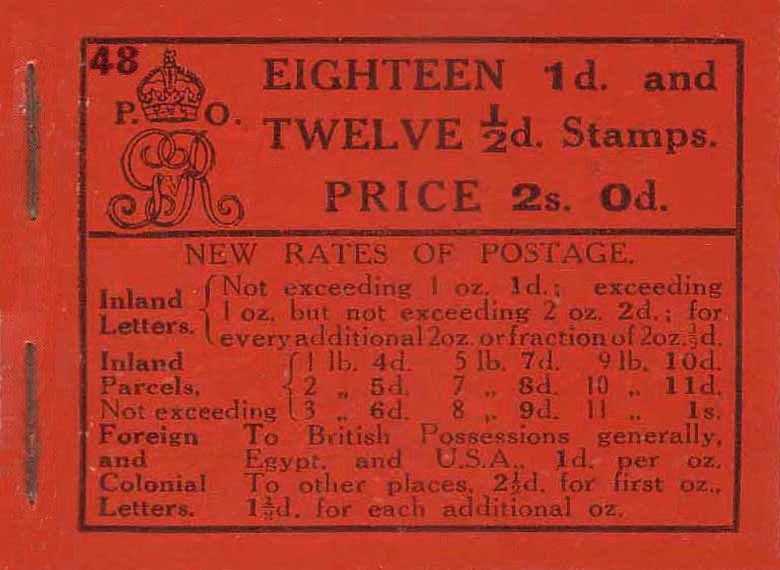 48
P. O.
GvR
EIGHTEEN 1d. and
TWELVE ½d. Stamps.
PRICE 2s. 0d.
NEW RATES OF POSTAGE.
Inland Letters. { Not exceeding 1 oz. 1d.; exceeding
1 oz. but not exceeding 2 oz. 2d.; for
every additional 2oz. or fraction of 2oz. ½d.
Inland { 1 lb. 4d. 5 lb. 7d. 9 lb. 10d.
Parcels, 2 „ 5d. 7 „ 8d. 10 „ 11d.
Not exceeding 3 „ 6d. 8 „ 9d. 11 „ 1s.
Foreign To British Possessions generally,
and Egypt. and U.S.A., 1d. per oz.
Colonial To other places, 2½d. for first oz.,
Letters. 1½d. for each additional oz.